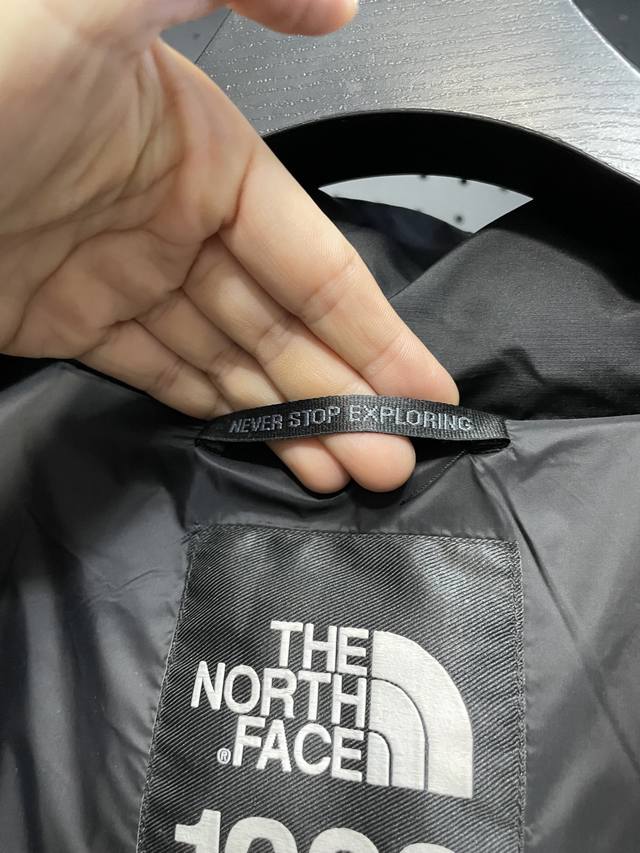 NEVER STOP EXPLORING
THE
NORTH
®FACE